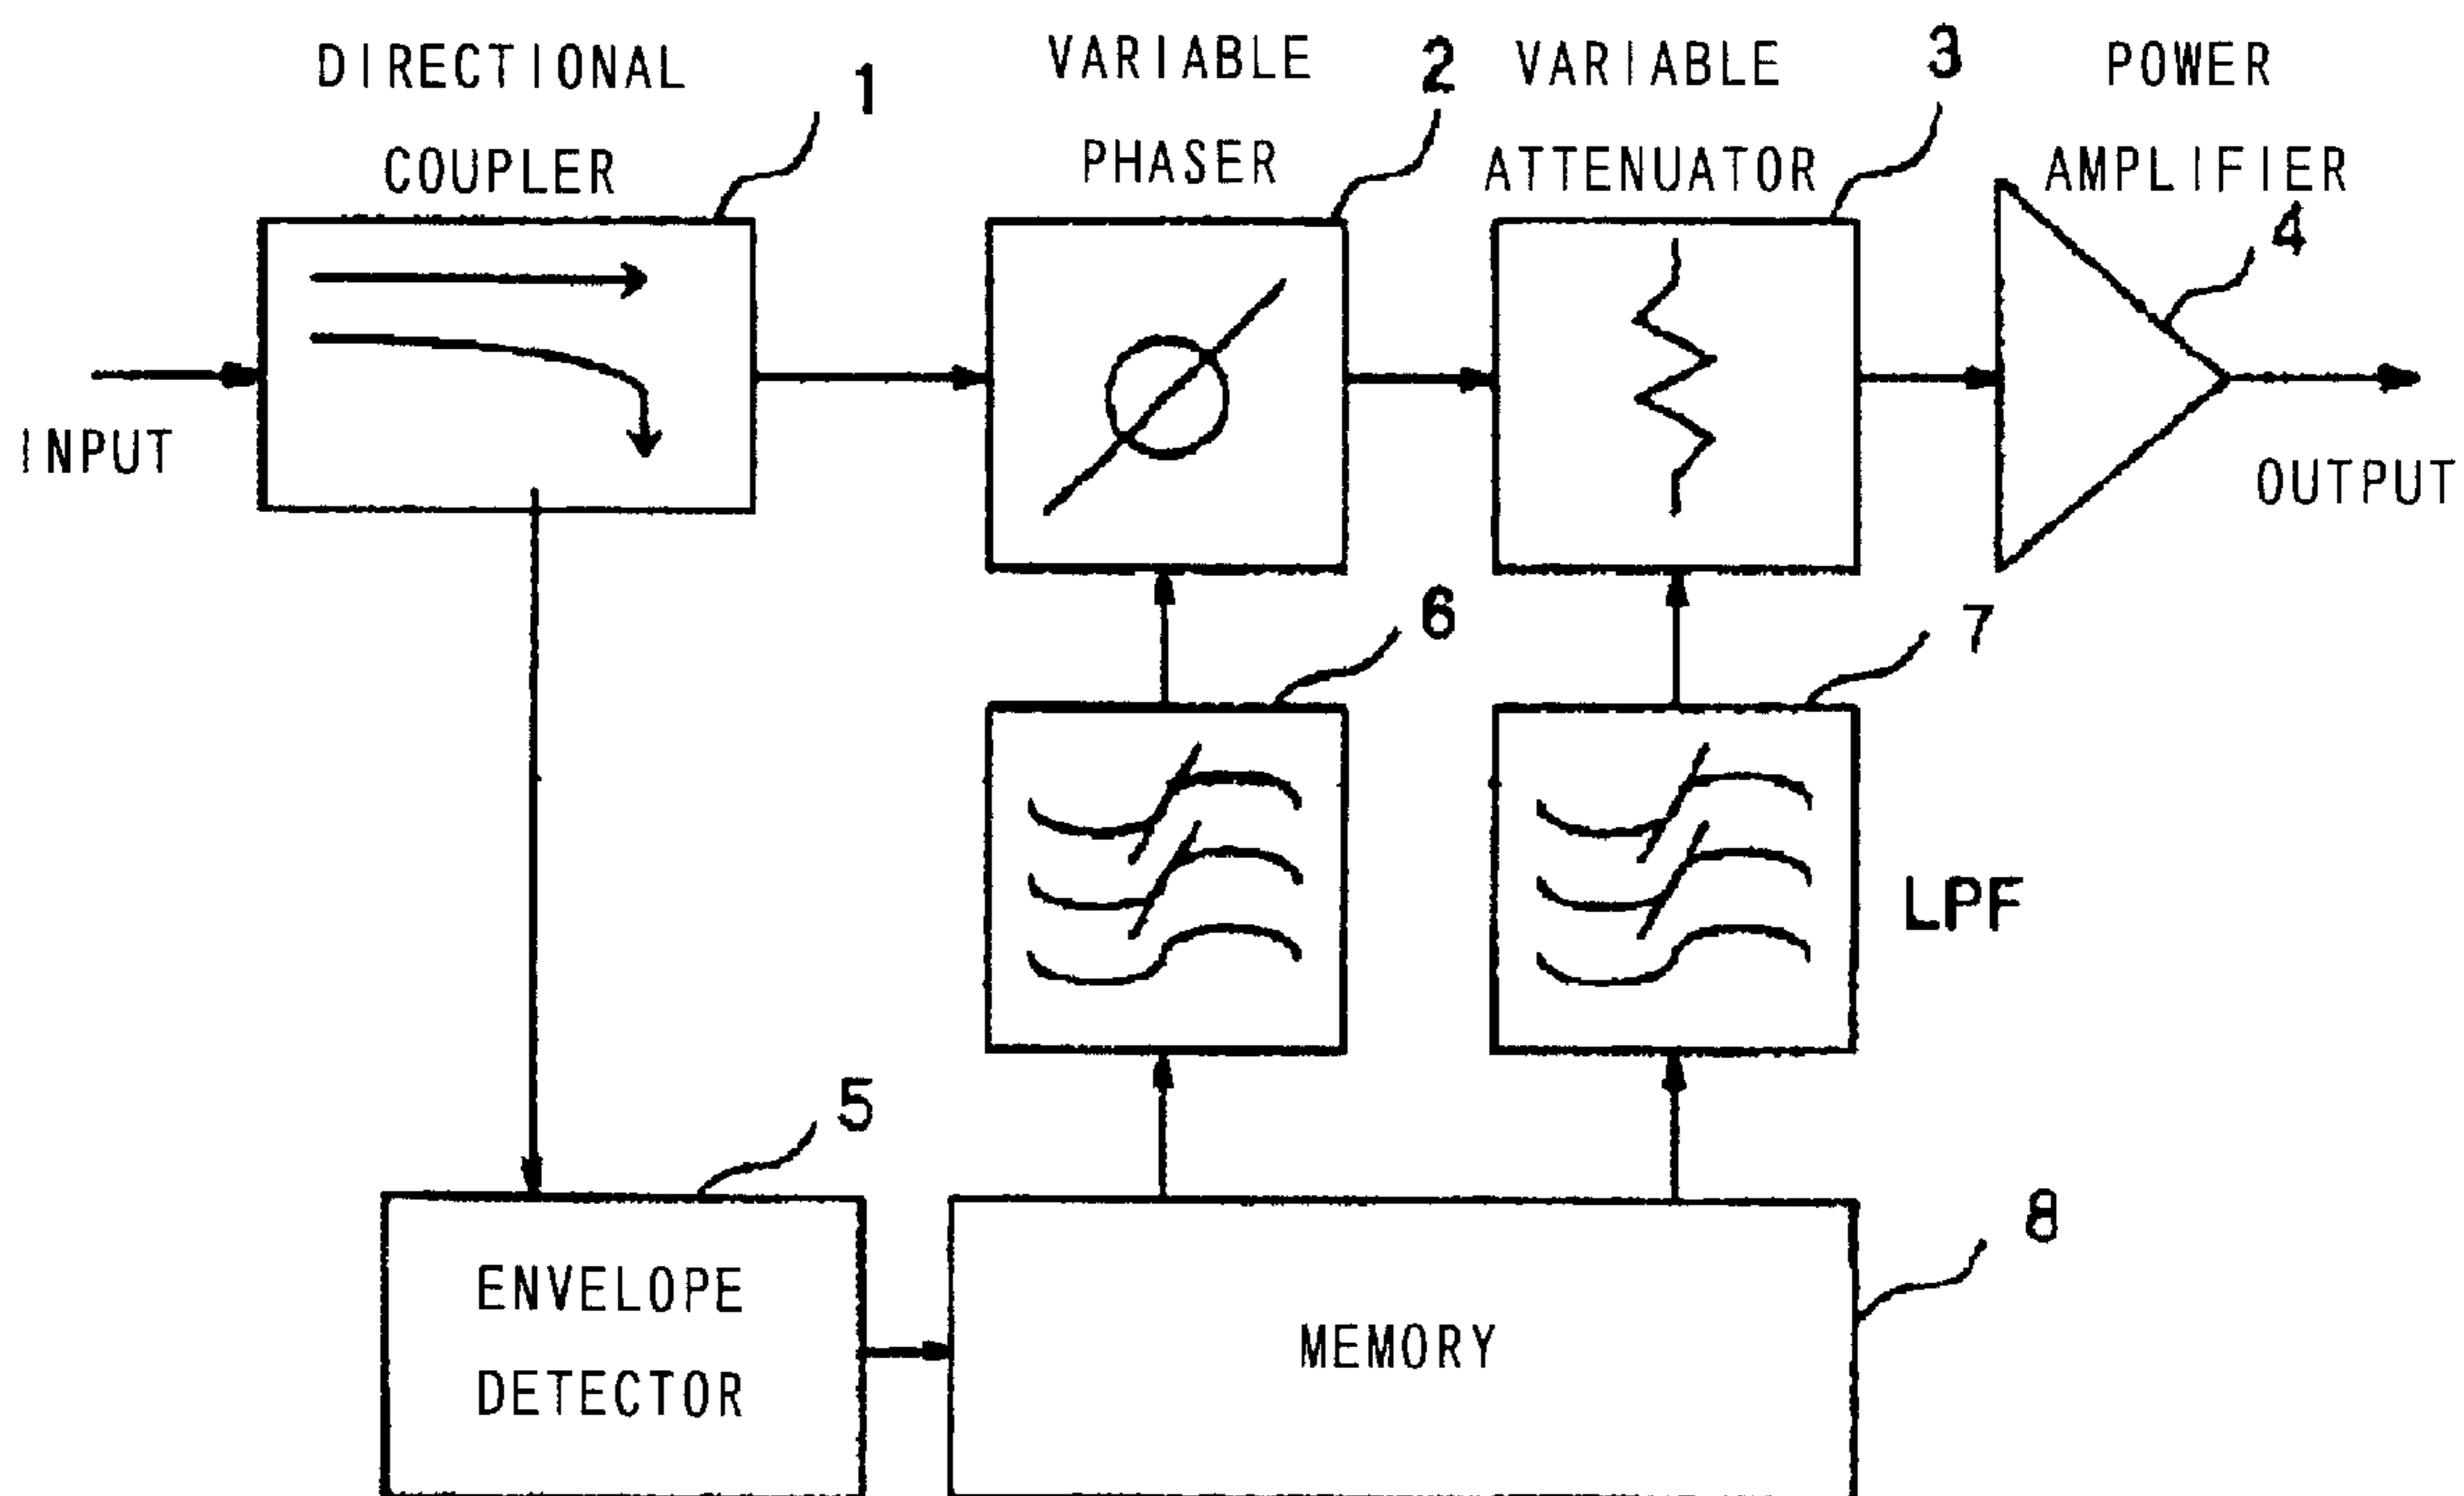 DIRECTIONAL
COUPLER
1
VARIABLE
PHASER
2
VARIABLE
ATTENUATOR
3
POWER
AMPLIFIER
4
INPUT
OUTPUT
6
7
LPF
5
ENVELOPE
DETECTOR
MEMORY
8